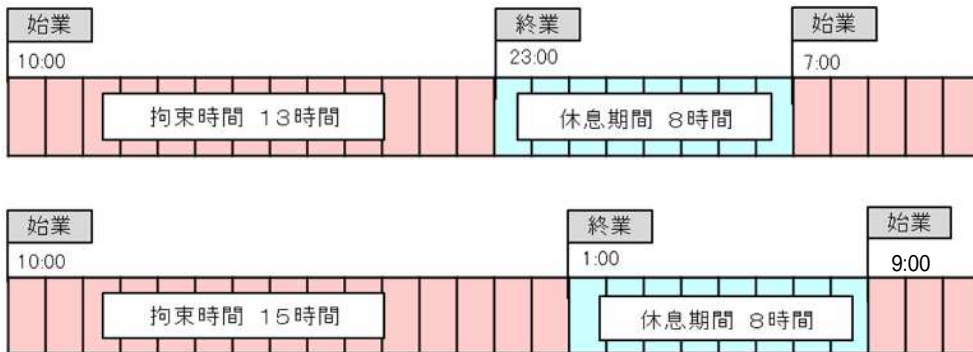 始業 終業 始業
10:00 23:00 7:00
拘束時間 13時間 休息期間 8時間
始業 終業 始業
10:00 1:00 9:00
拘束時間 15時間 休息期間 8時間